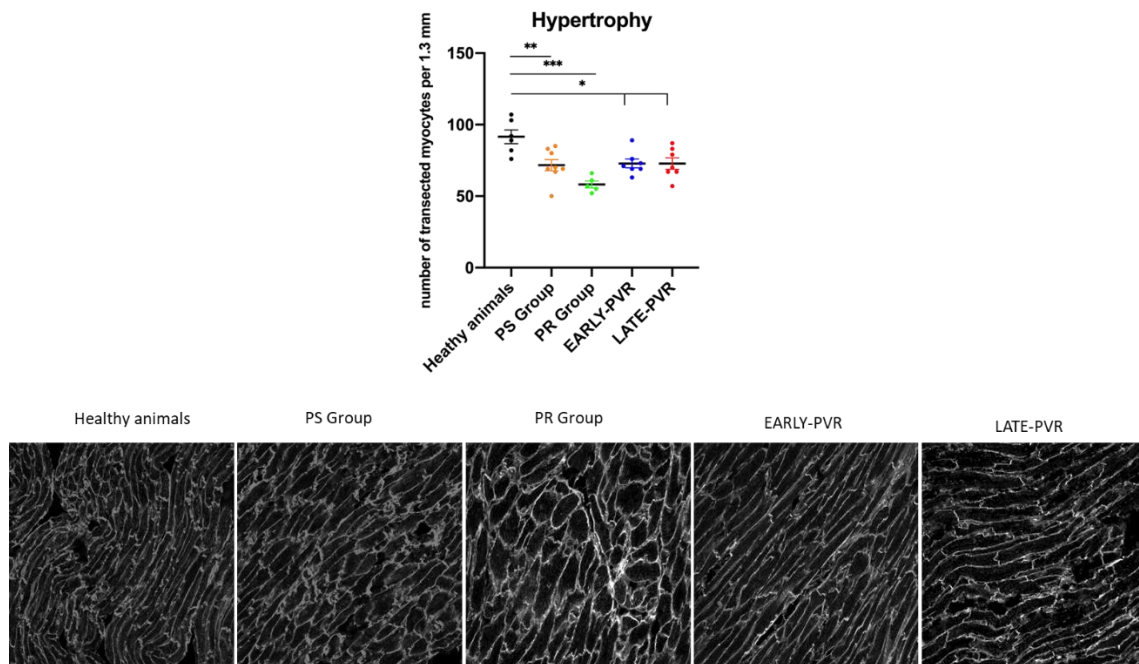 Hypertrophy
number of transected myocytes per 1.3 mm
150
100
50
0
**
***
*
Heathy animals
PS Group
PR Group
EARLY-PVR
LATE-PVR
Healthy animals
PS Group
PR Group
EARLY-PVR
LATE-PVR